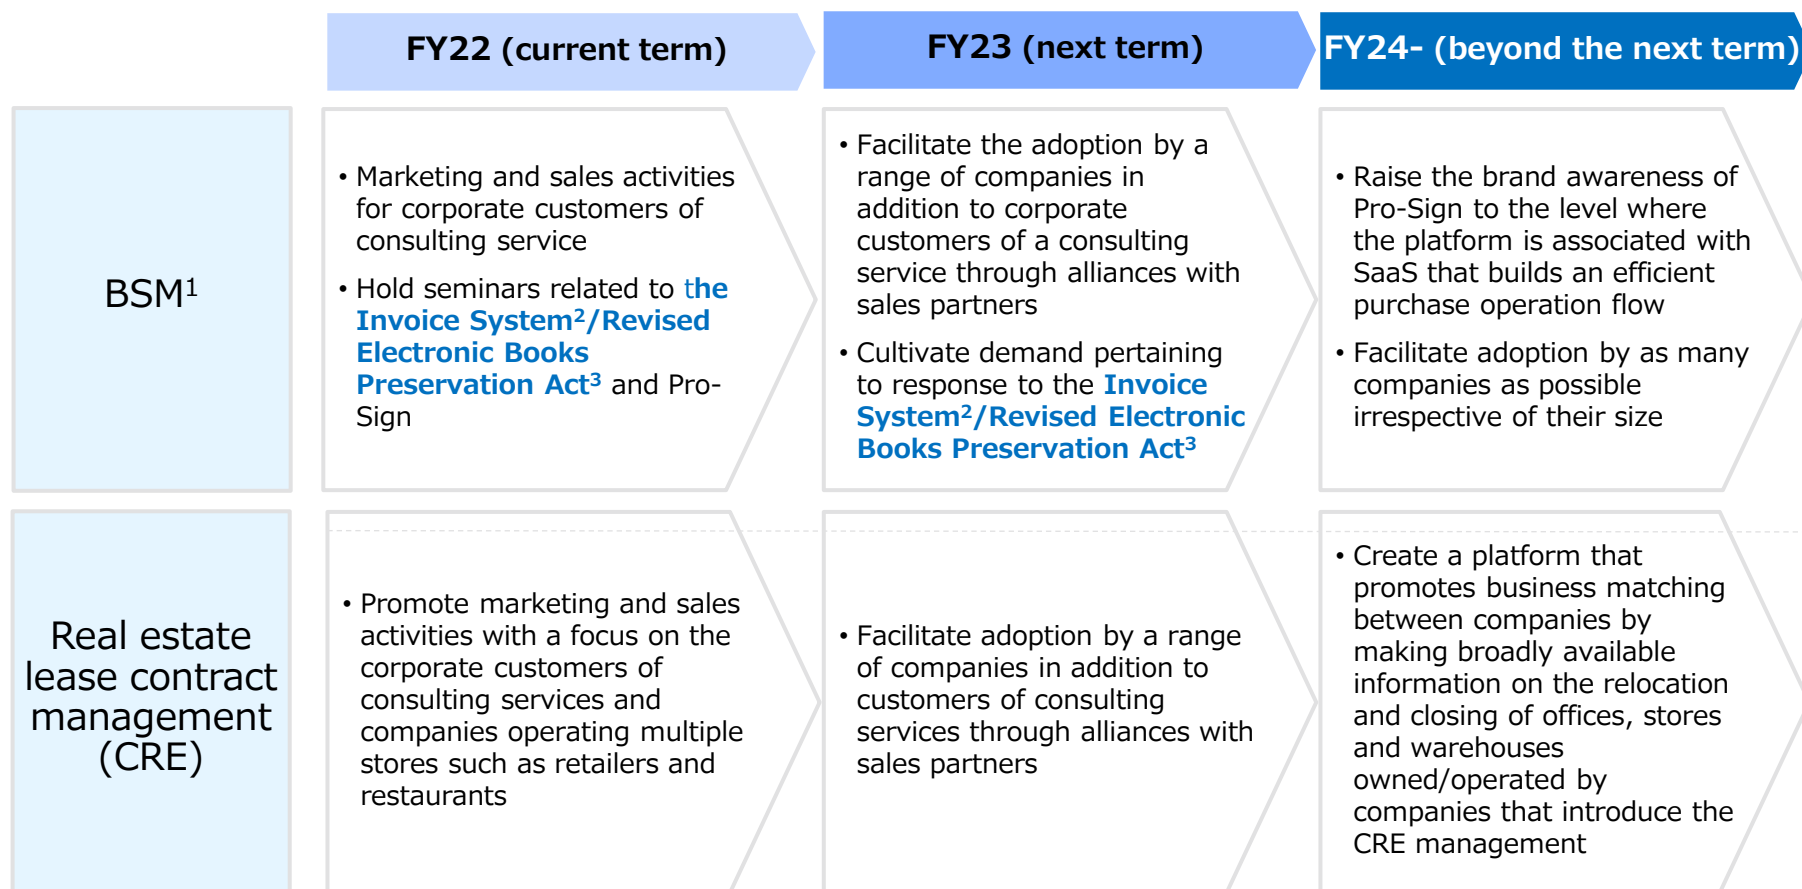 FY22 (current term)
FY23 (next term)
FY24- (beyond the next term)
BSM¹
• Marketing and sales activities
for corporate customers of
consulting service
• Hold seminars related to the
Invoice System²/Revised
Electronic Books
Preservation Act³ and Pro-
Sign
• Facilitate the adoption by a
range of companies in
addition to corporate
customers of a consulting
service through alliances with
sales partners
• Cultivate demand pertaining
to response to the Invoice
System²/Revised Electronic
Books Preservation Act³
• Raise the brand awareness of
Pro-Sign to the level where
the platform is associated with
SaaS that builds an efficient
purchase operation flow
• Facilitate adoption by as many
companies as possible
irrespective of their size
Real estate
lease contract
management
(CRE)
• Promote marketing and sales
activities with a focus on the
corporate customers of
consulting services and
companies operating multiple
stores such as retailers and
restaurants
• Facilitate adoption by a range
of companies in addition to
customers of consulting
services through alliances with
sales partners
• Create a platform that
promotes business matching
between companies by
making broadly available
information on the relocation
and closing of offices, stores
and warehouses
owned/operated by
companies that introduce the
CRE management